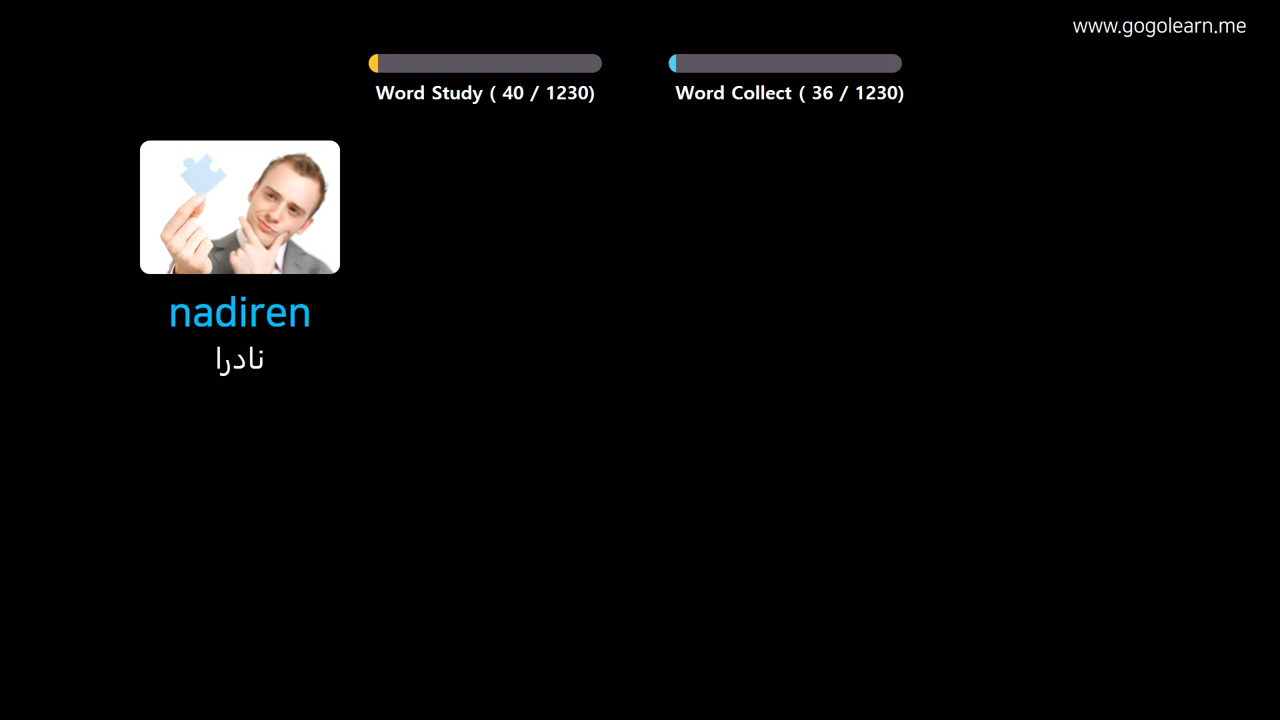 www.gogolearn.me
Word Study ( 40 / 1230)
Word Collect ( 36 / 1230)
nadiren
نادرا